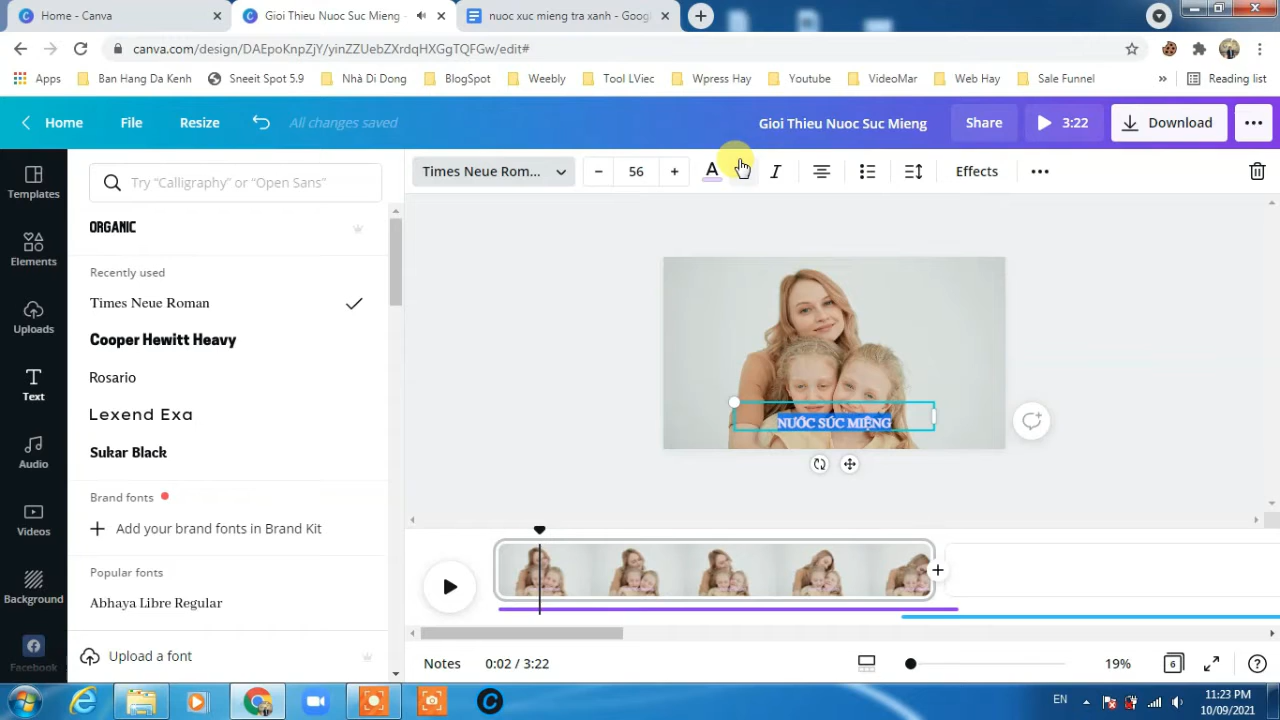 Home - Canva
Gioi Thieu Nuoc Suc Mieng -
nuoc xuc mieng tra xanh - Googl
canva.com/design/DAEpoKnpZjY/yinZZUebZXrdqHXGgTQFGw/edit#
Apps
Ban Hang Da Kenh
Sneeit Spot 5.9
Nhà Di Dong
BlogSpot
Weebly
Tool LViec
Wpress Hay
Youtube
VideoMar
Web Hay
Sale Funnel
»
Reading list
Home
File
Resize
All changes saved
Gioi Thieu Nuoc Suc Mieng
Share
3:22
Download
Templates
Elements
Uploads
Text
Audio
Videos
Background
Facebook
Try “Calligraphy” or “Open Sans”
ORGANIC
Recently used
Times Neue Roman
Cooper Hewitt Heavy
Rosario
Lexend Exa
Sukar Black
Brand fonts
Add your brand fonts in Brand Kit
Popular fonts
Abhaya Libre Regular
Upload a font
Times Neue Rom...
56
A
I
Effects
NƯỚC SÚC MIỆNG
Notes
0:02 / 3:22
19%
6
EN
11:23 PM
10/09/2021